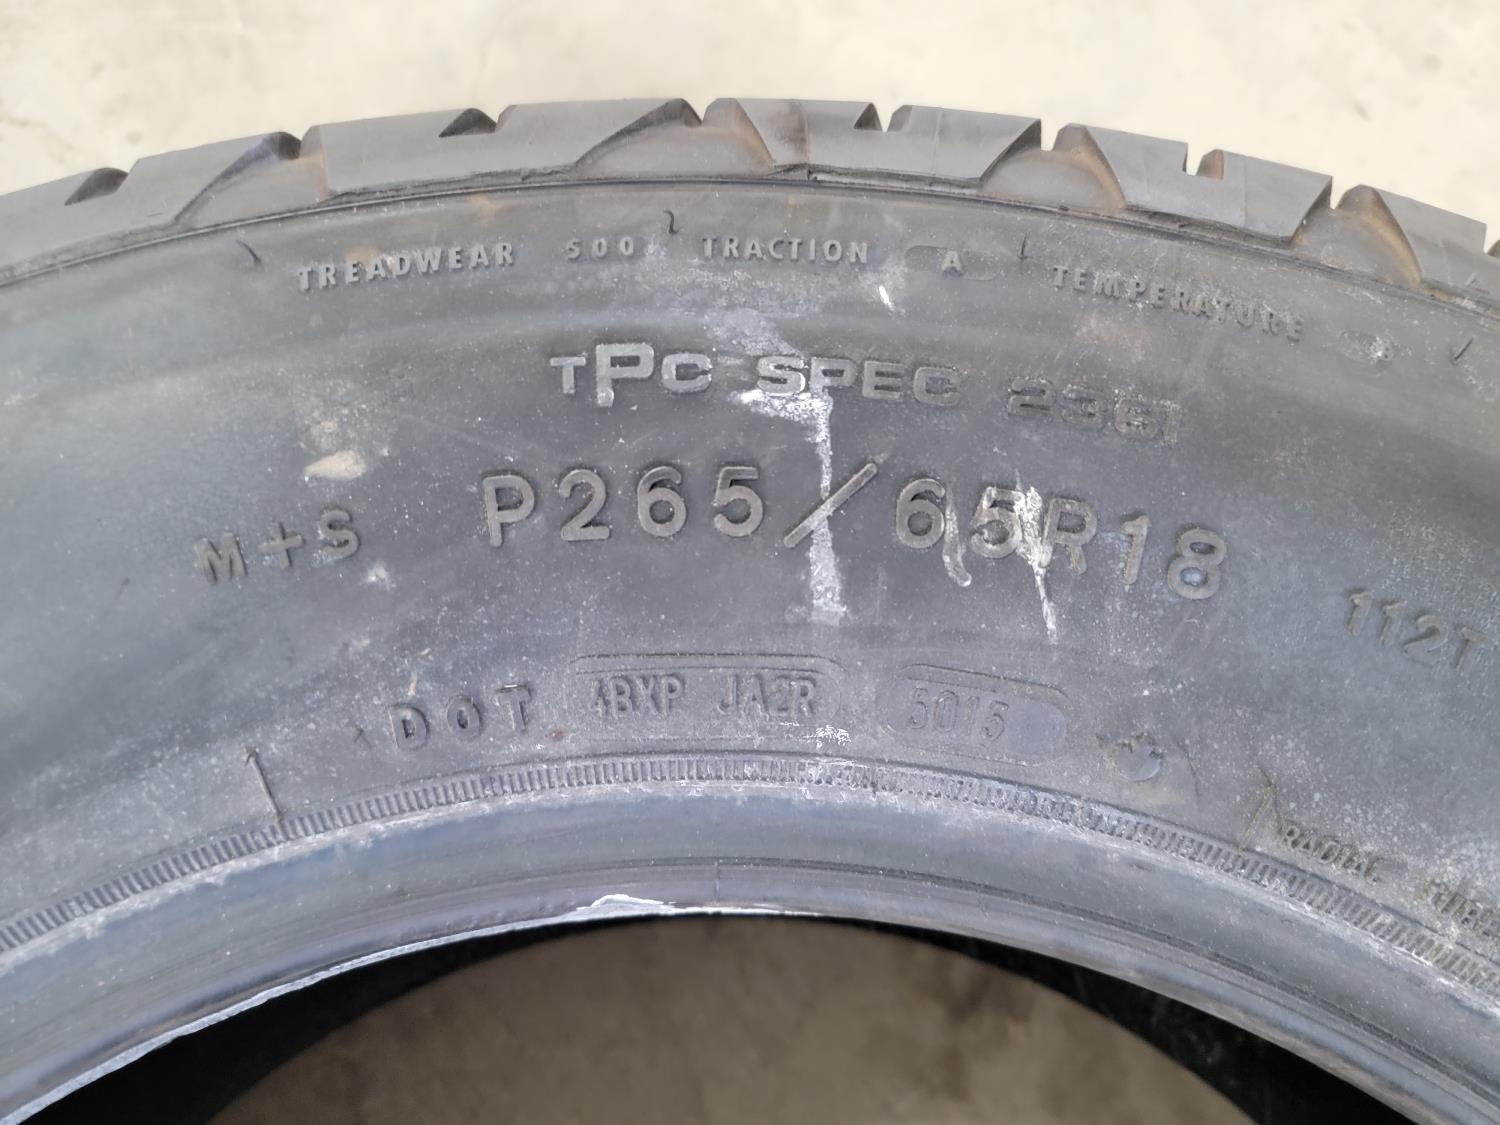 TREADWEAR 500 TRACTION A TEMPERATURE B
TPC SPEC 2361
M+S P265/65R18 112T
DOT 4BXP JA2R 5015
RADIAL